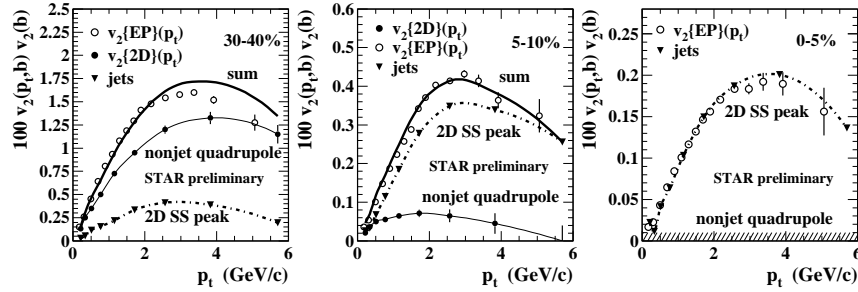 100 v2(pt,b) v2(b)
2.5
2.25
2
1.75
1.5
1.25
1
0.75
0.5
0.25
0
v2{EP}(pt)
v2{2D}(pt)
jets
30-40%
sum
nonjet quadrupole
STAR preliminary
2D SS peak
0 2 4 6
pt (GeV/c)
100 v2(pt,b) v2(b)
0.6
0.5
0.4
0.3
0.2
0.1
0
v2{2D}(pt)
v2{EP}(pt)
jets
5-10%
sum
2D SS peak
STAR preliminary
nonjet quadrupole
0 2 4 6
pt (GeV/c)
100 v2(pt,b) v2(b)
0.2
0.15
0.1
0.05
0
v2{EP}(pt)
jets
0-5%
2D SS peak
STAR preliminary
nonjet quadrupole
0 2 4 6
pt (GeV/c)